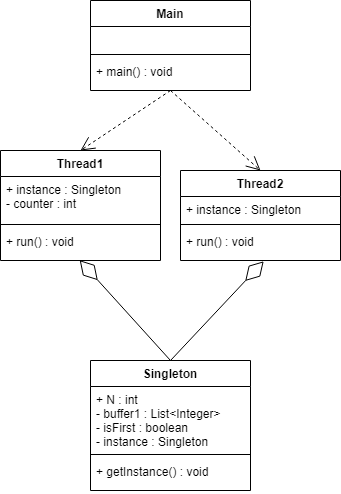 Main
+ main() : void
Thread1
+ instance : Singleton
- counter : int
+ run() : void
Thread2
+ instance : Singleton
+ run() : void
Singleton
+ N : int
- buffer1 : List<Integer>
- isFirst : boolean
- instance : Singleton
+ getInstance() : void